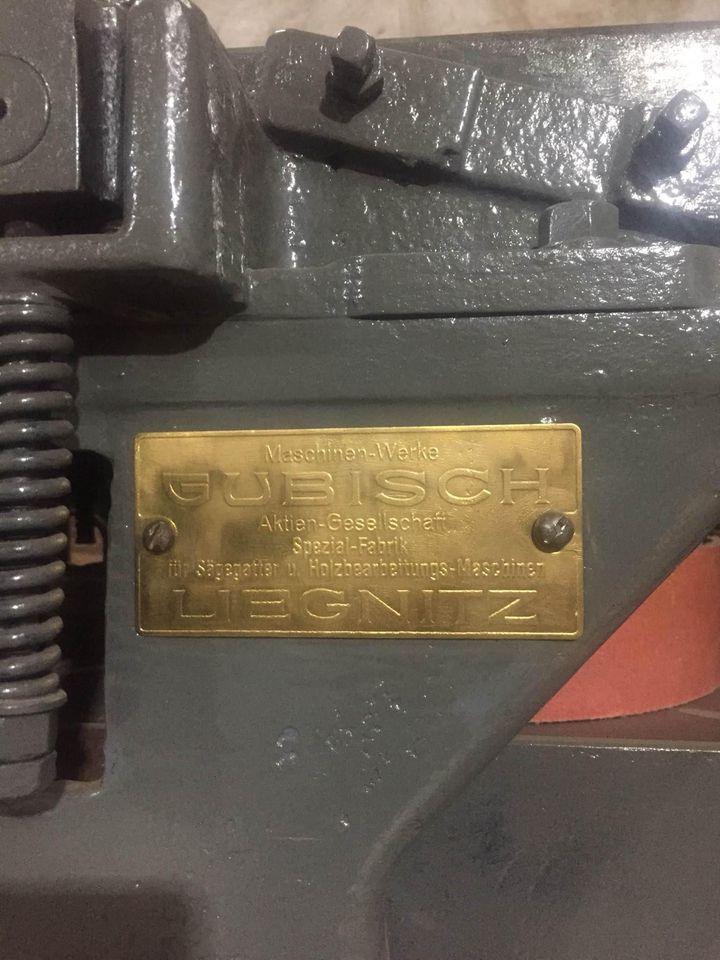 Maschinen-Werke
GUBISCH
Aktien-Gesellschaft
Spezial-Fabrik
für Sägegatter u. Holzbearbeitungs-Maschinen
LIEGNITZ